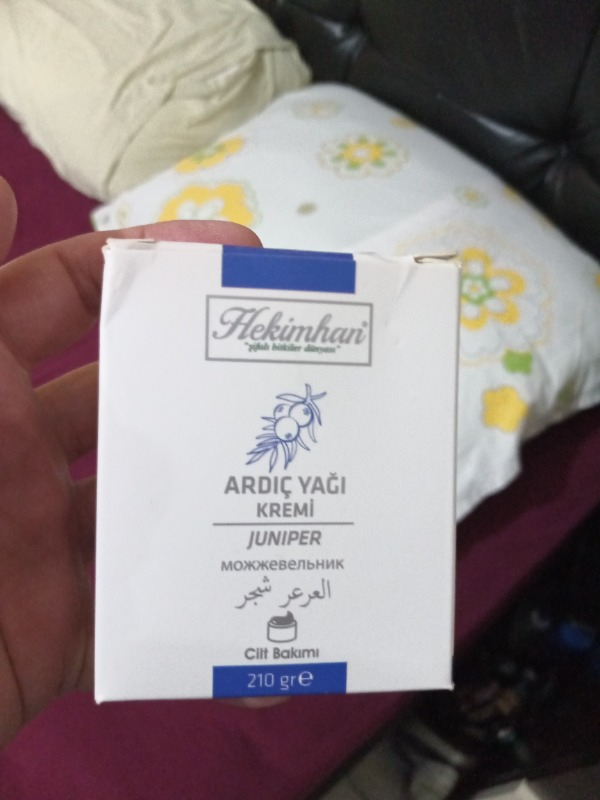 Hekimhan®
"şifalı bitkiler dünyası"
ARDIÇ YAĞI
KREMİ
JUNIPER
можжевельник
العرعر شجر
Cilt Bakımı
210 gr℮